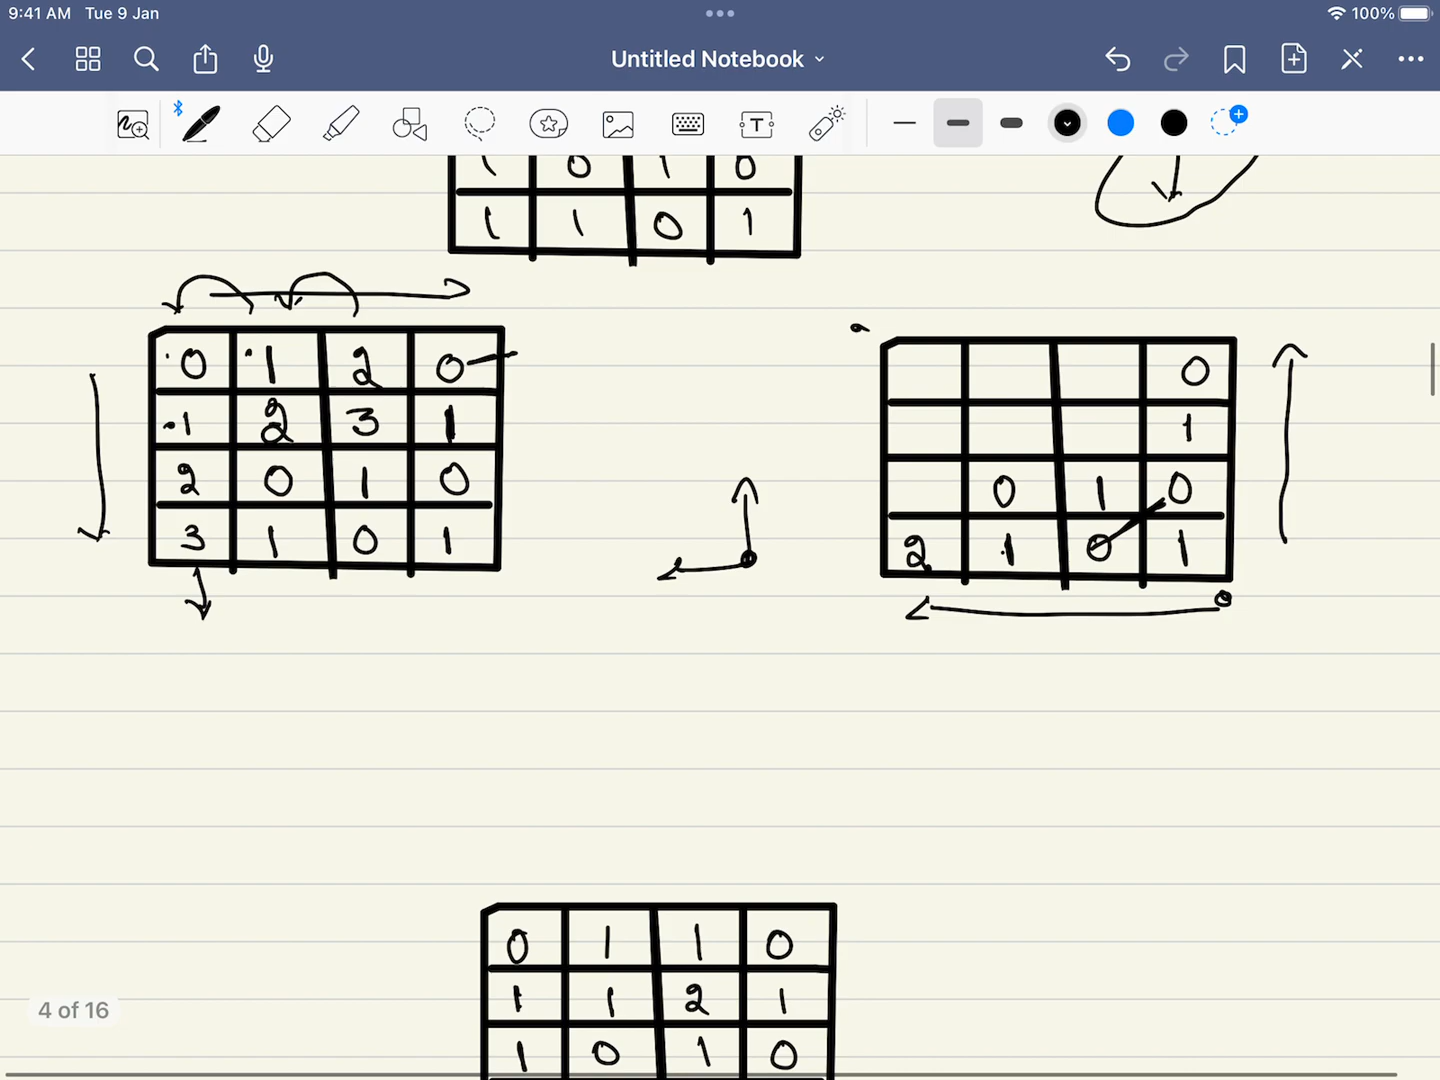 9:41 AM Tue 9 Jan 100%
Untitled Notebook
T
1 0 1 0
1 1 0 1
0 1 2 0
1 2 3 1
2 0 1 0
3 1 0 1
0
1
0 1 0
2 1 0 1
0 1 1 0
1 1 2 1
1 0 1 0
4 of 16